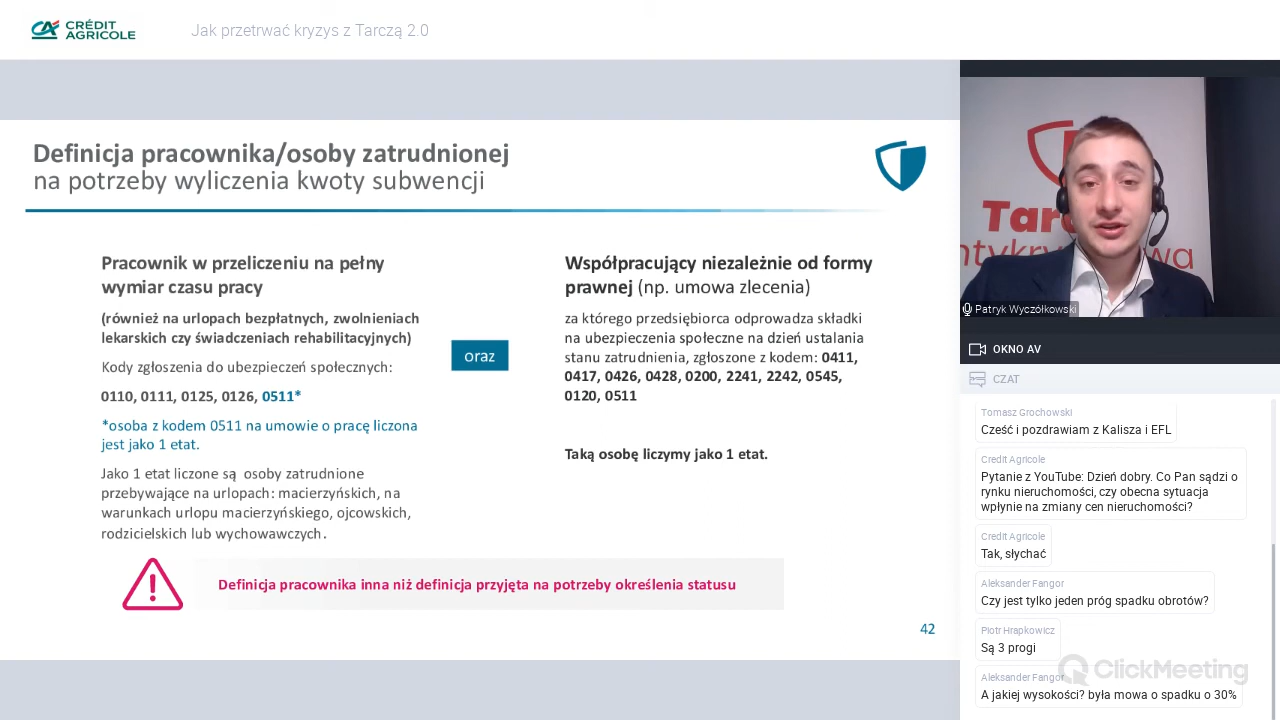 CRÉDIT
AGRICOLE
Jak przetrwać kryzys z Tarczą 2.0
Definicja pracownika/osoby zatrudnionej
na potrzeby wyliczenia kwoty subwencji
Pracownik w przeliczeniu na pełny
wymiar czasu pracy
(również na urlopach bezpłatnych, zwolnieniach
lekarskich czy świadczeniach rehabilitacyjnych)
Kody zgłoszenia do ubezpieczeń społecznych:
0110, 0111, 0125, 0126, 0511*
*osoba z kodem 0511 na umowie o pracę liczona
jest jako 1 etat.
Jako 1 etat liczone są osoby zatrudnione
przebywające na urlopach: macierzyńskich, na
warunkach urlopu macierzyńskiego, ojcowskich,
rodzicielskich lub wychowawczych.
oraz
Współpracujący niezależnie od formy
prawnej (np. umowa zlecenia)
za którego przedsiębiorca odprowadza składki
na ubezpieczenia społeczne na dzień ustalania
stanu zatrudnienia, zgłoszone z kodem: 0411,
0417, 0426, 0428, 0200, 2241, 2242, 0545,
0120, 0511
Taką osobę liczymy jako 1 etat.
Definicja pracownika inna niż definicja przyjęta na potrzeby określenia statusu
42
Patryk Wyczółkowski
OKNO AV
CZAT
Tomasz Grochowski
Cześć i pozdrawiam z Kalisza i EFL
Credit Agricole
Pytanie z YouTube: Dzień dobry. Co Pan sądzi o
rynku nieruchomości, czy obecna sytuacja
wpłynie na zmiany cen nieruchomości?
Credit Agricole
Tak, słychać
Aleksander Fangor
Czy jest tylko jeden próg spadku obrotów?
Piotr Hrapkowicz
Są 3 progi
Aleksander Fangor
A jakiej wysokości? była mowa o spadku o 30%
ClickMeeting